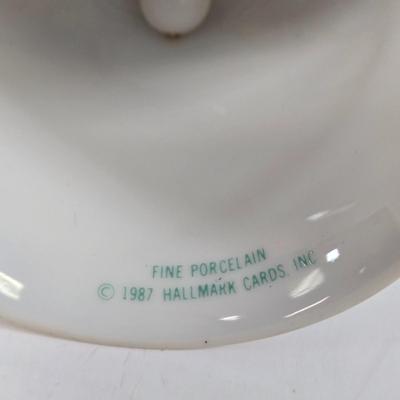 FINE PORCELAIN
© 1987 HALLMARK CARDS, INC